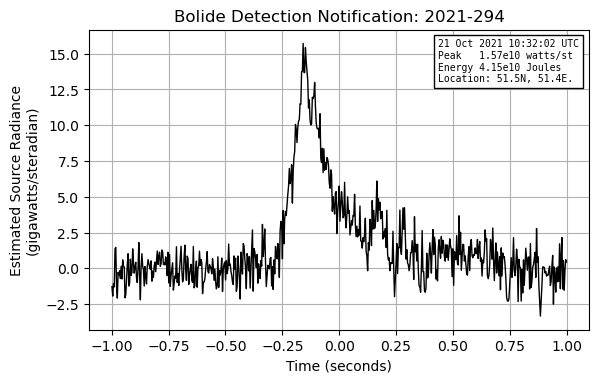 Bolide Detection Notification: 2021-294
21 Oct 2021 10:32:02 UTC
Peak   1.57e10 watts/st
Energy 4.15e10 Joules
Location: 51.5N, 51.4E.
Estimated Source Radiance
(gigawatts/steradian)
15.0
12.5
10.0
7.5
5.0
2.5
0.0
−2.5
−1.00 −0.75 −0.50 −0.25 0.00 0.25 0.50 0.75 1.00
Time (seconds)